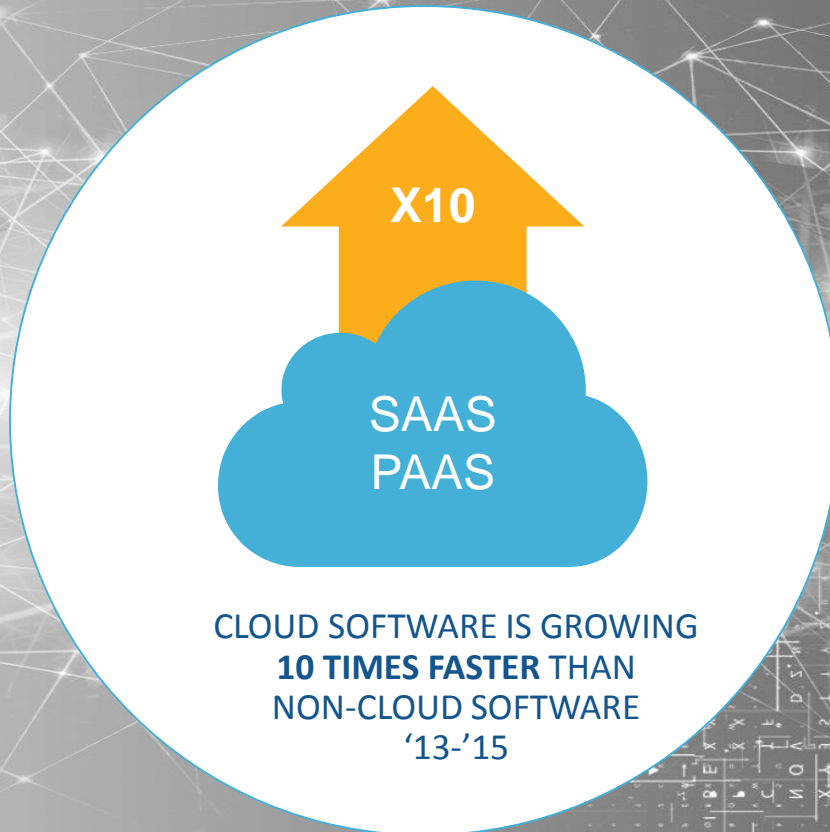 X10
SAAS
PAAS
CLOUD SOFTWARE IS GROWING
10 TIMES FASTER THAN
NON-CLOUD SOFTWARE
‘13-’15